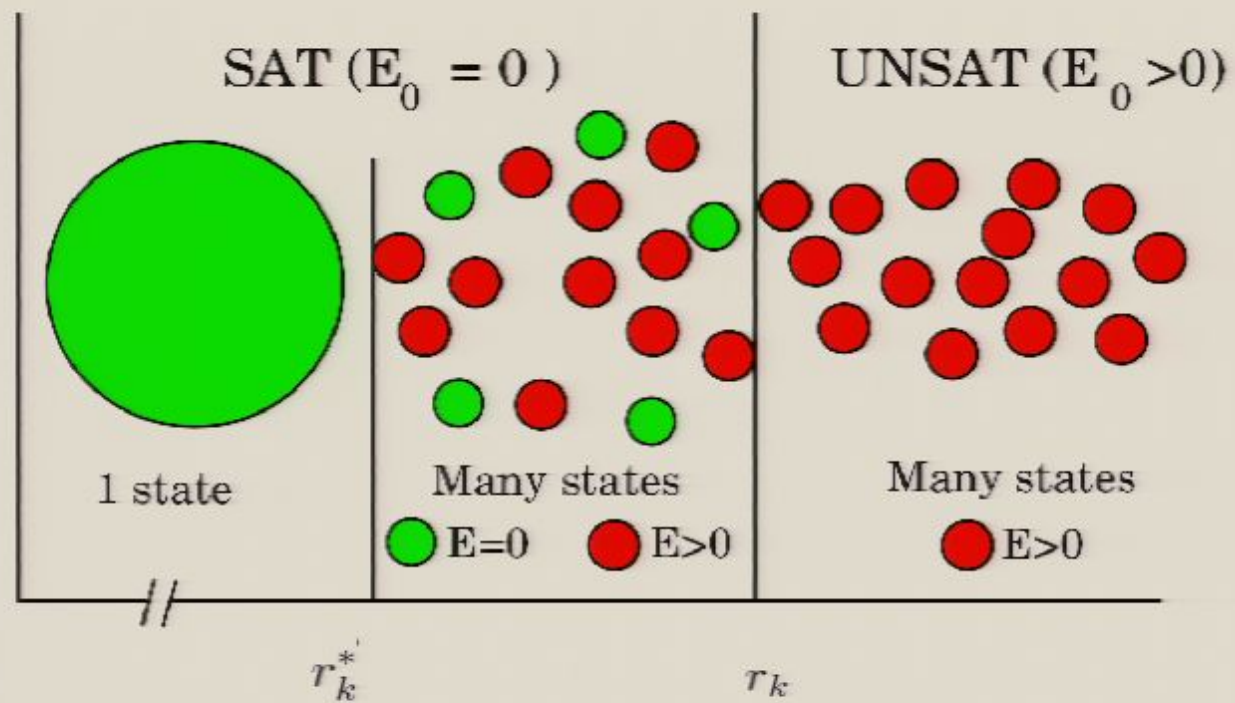 SAT (E₀ = 0 )
UNSAT (E₀ >0)
1 state
Many states
E=0
E>0
Many states
E>0
r*ₖ
rₖ